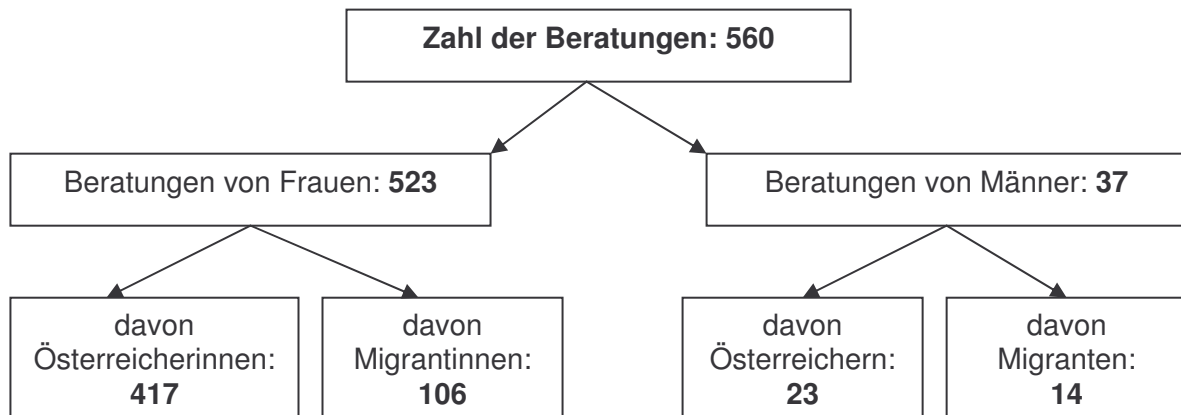 Zahl der Beratungen: 560
Beratungen von Frauen: 523
Beratungen von Männer: 37
davon
Österreicherinnen:
417
davon
Migrantinnen:
106
davon
Österreichern:
23
davon
Migranten:
14